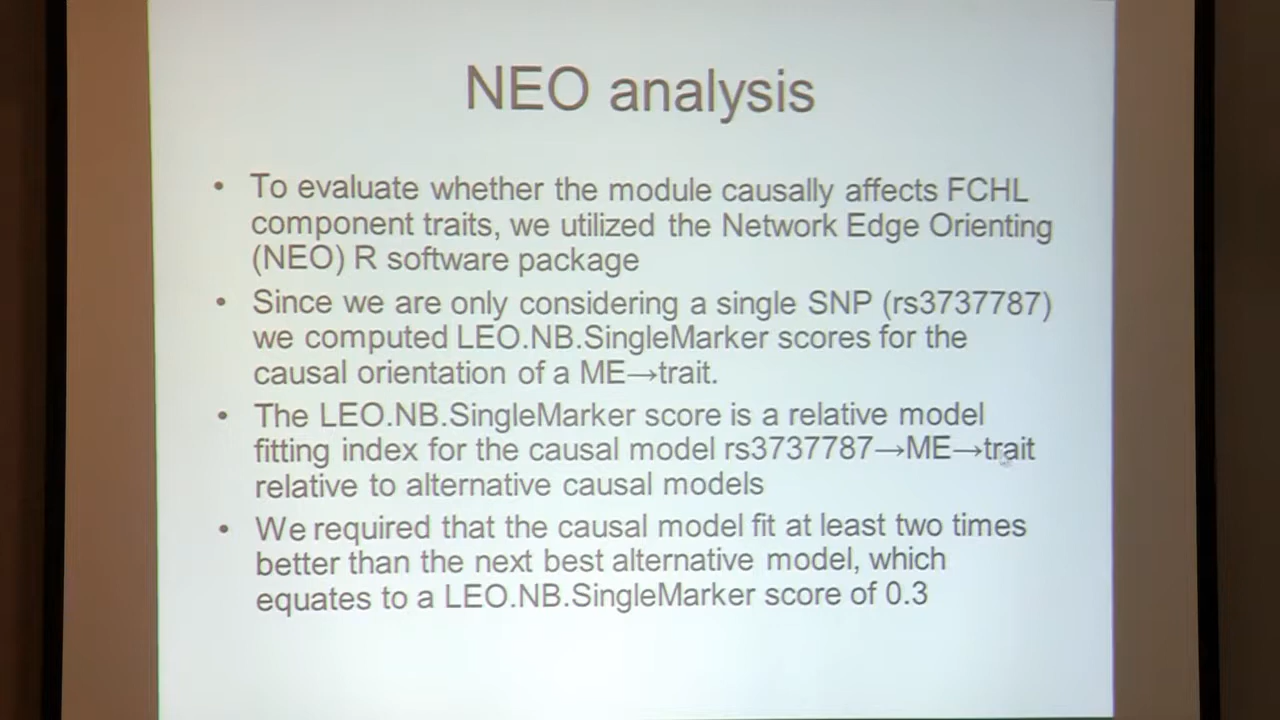 NEO analysis
• To evaluate whether the module causally affects FCHL
component traits, we utilized the Network Edge Orienting
(NEO) R software package
• Since we are only considering a single SNP (rs3737787)
we computed LEO.NB.SingleMarker scores for the
causal orientation of a ME→trait.
• The LEO.NB.SingleMarker score is a relative model
fitting index for the causal model rs3737787→ME→trait
relative to alternative causal models
• We required that the causal model fit at least two times
better than the next best alternative model, which
equates to a LEO.NB.SingleMarker score of 0.3